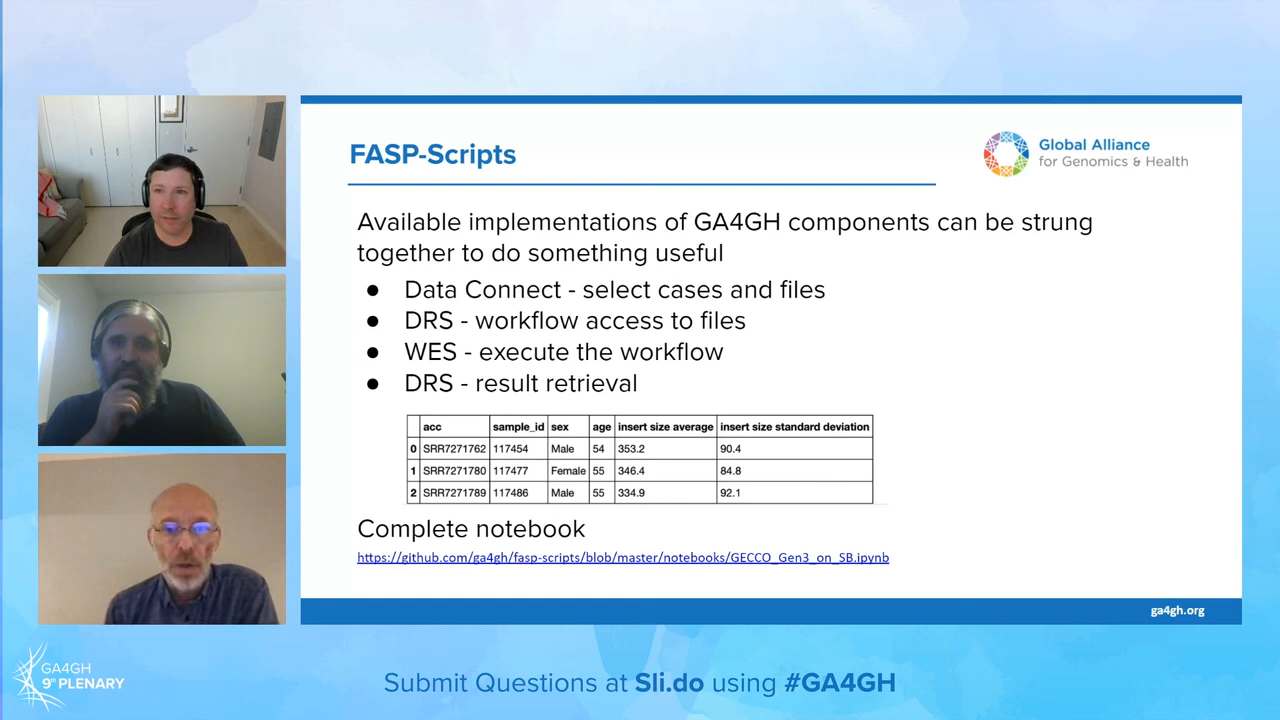 FASP-Scripts
Global Alliance
for Genomics & Health
Available implementations of GA4GH components can be strung
together to do something useful
● Data Connect - select cases and files
● DRS - workflow access to files
● WES - execute the workflow
● DRS - result retrieval
acc sample_id sex age insert size average insert size standard deviation
0 SRR7271762 117454 Male 54 353.2 90.4
1 SRR7271780 117477 Female 55 346.4 84.8
2 SRR7271789 117486 Male 55 334.9 92.1
Complete notebook
https://github.com/ga4gh/fasp-scripts/blob/master/notebooks/GECCO_Gen3_on_SB.ipynb
ga4gh.org
GA4GH
9th PLENARY
Submit Questions at Sli.do using #GA4GH